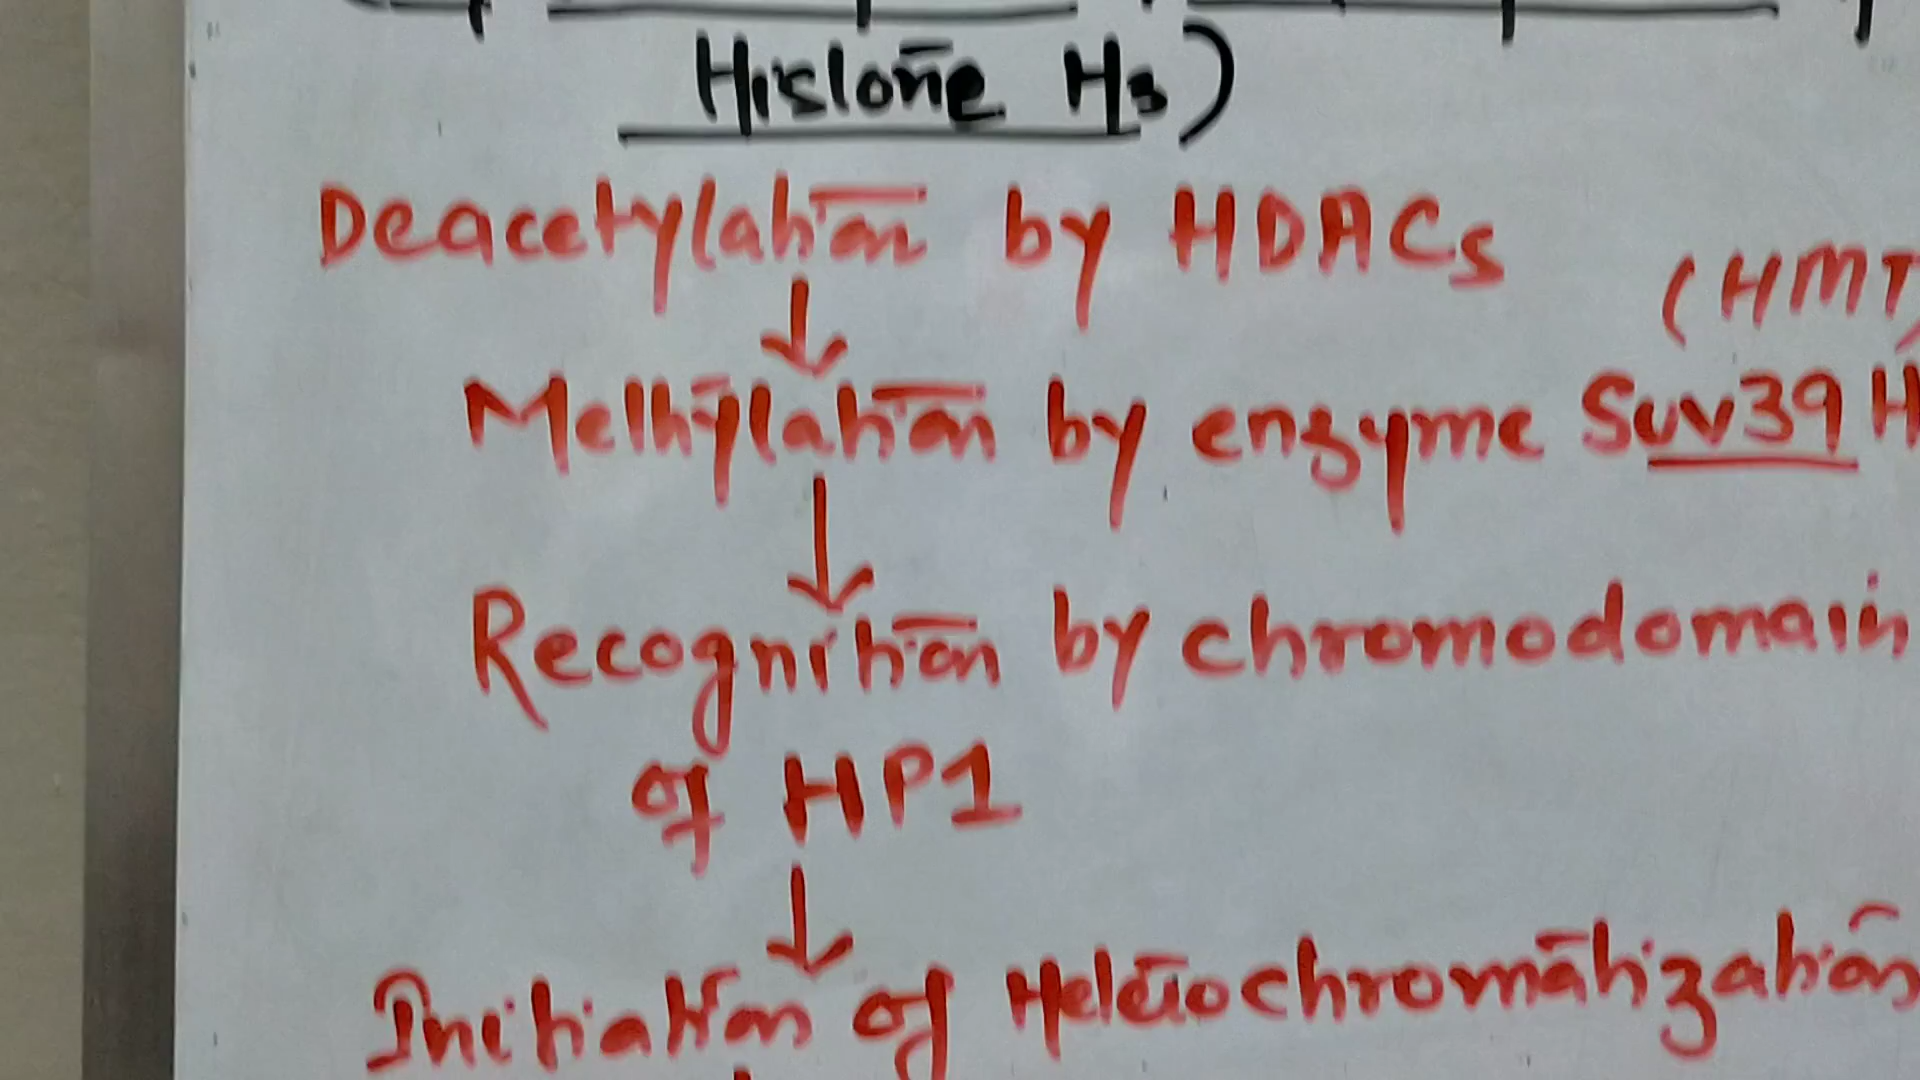 Histone H3)
Deacetylation by HDACs
(HMT)
Methylation by enzyme Suv39 H
Recognition by chromodomain
of HP1
Initiation of Heterochromatization